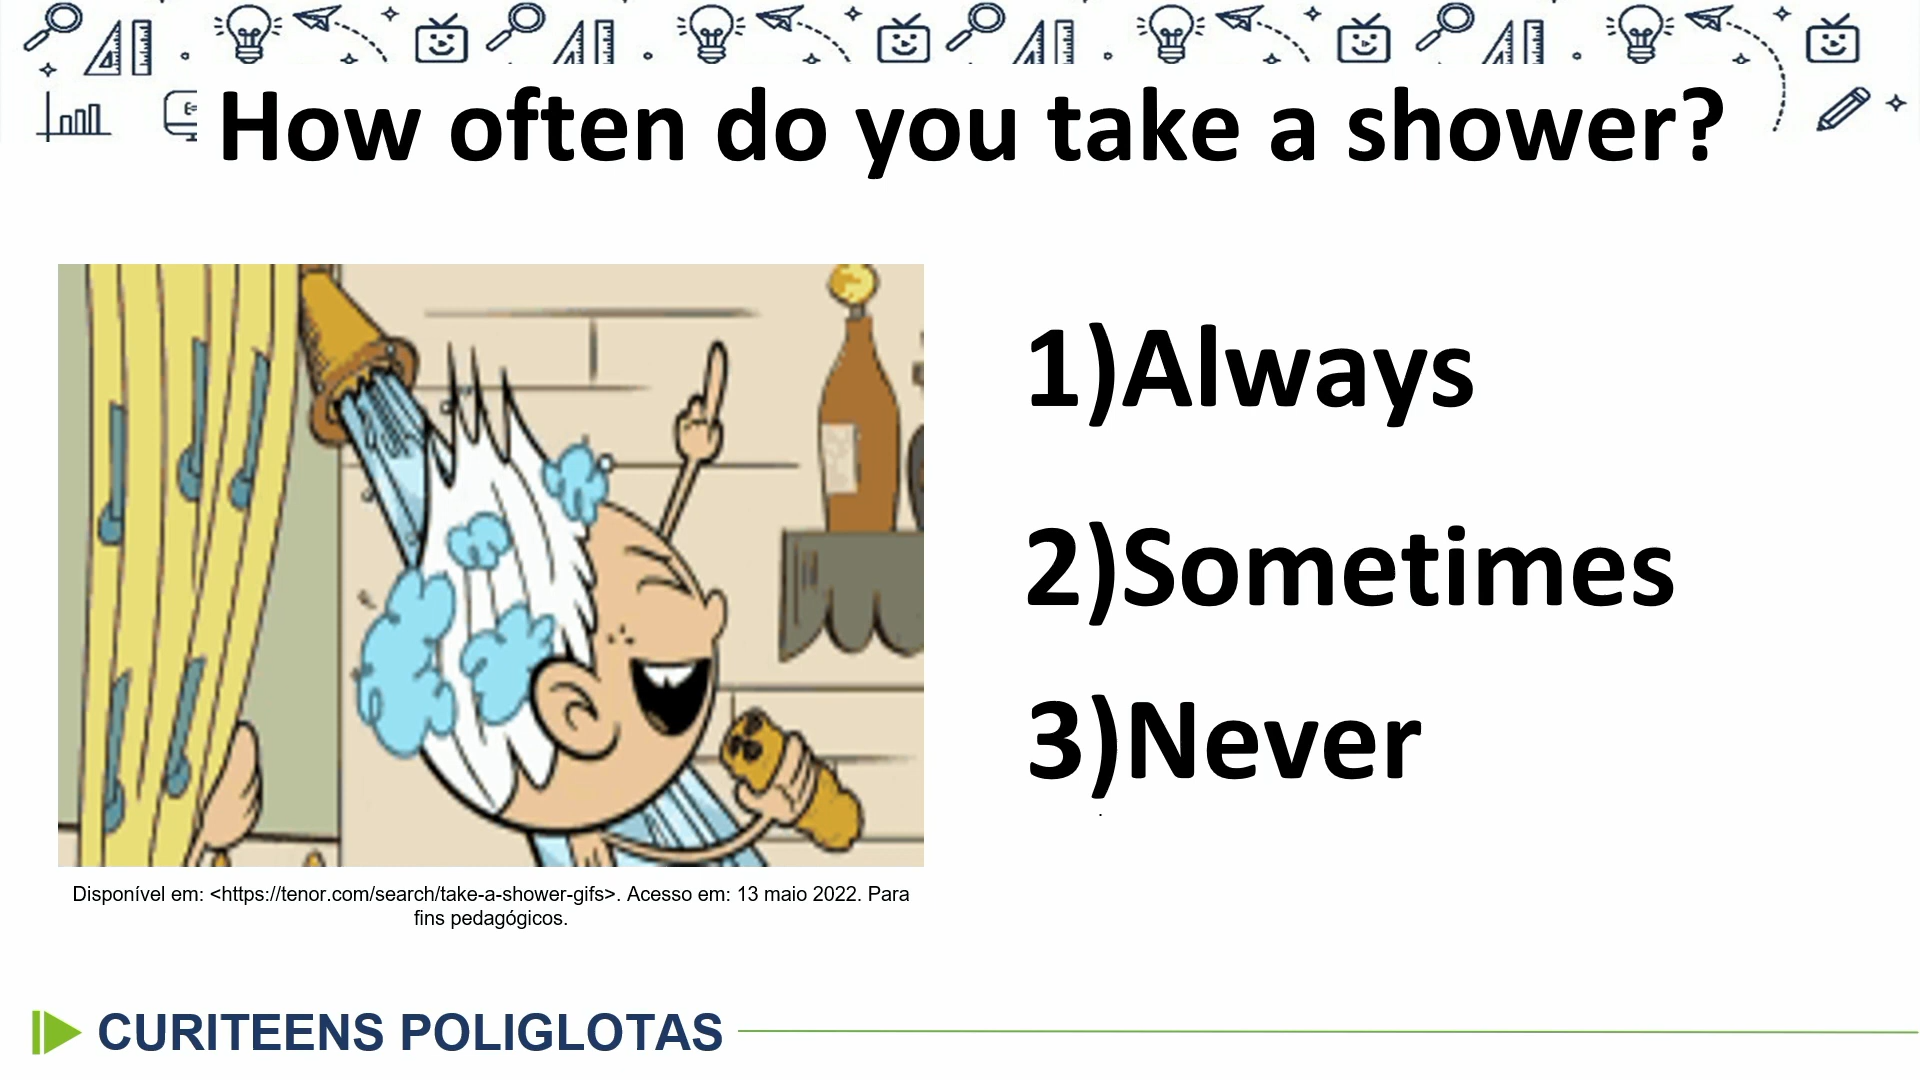 How often do you take a shower?
1)Always
2)Sometimes
3)Never
Disponível em: <https://tenor.com/search/take-a-shower-gifs>. Acesso em: 13 maio 2022. Para
fins pedagógicos.
CURITEENS POLIGLOTAS